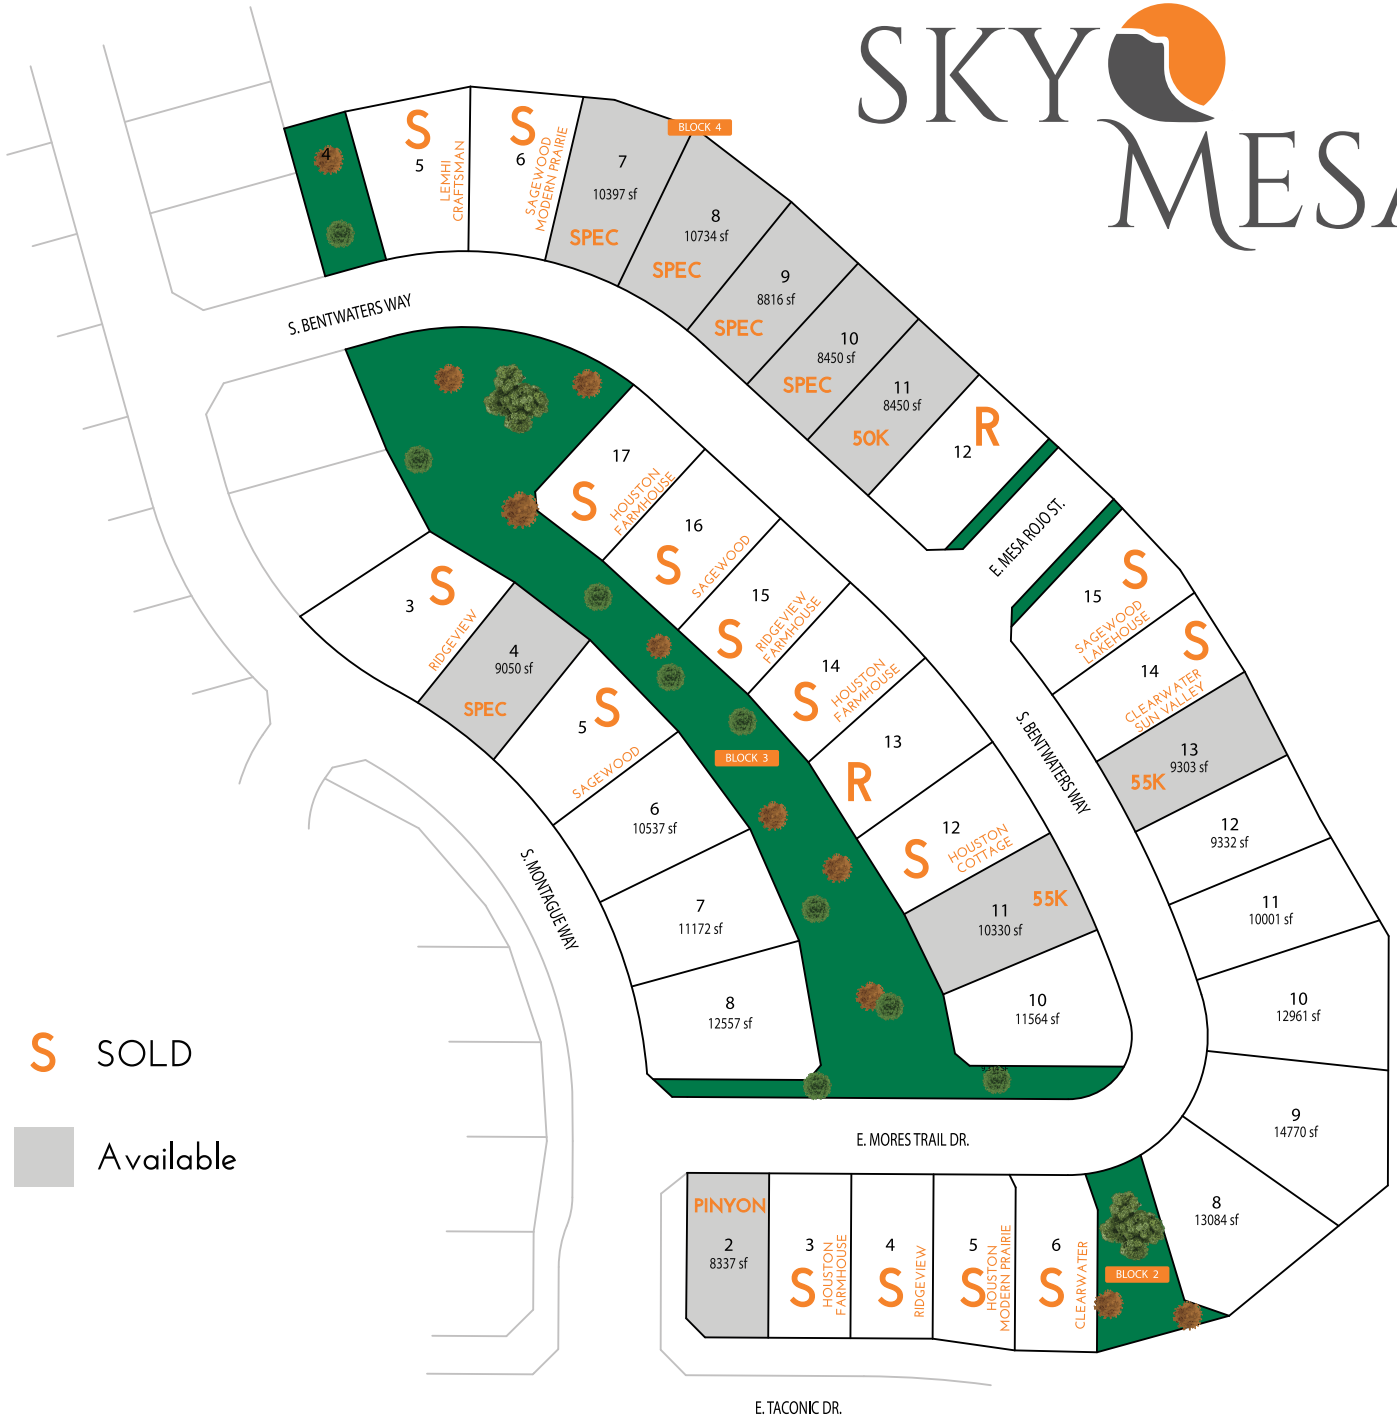 SKY
MESA
BLOCK 4
4
S
5
LEMHI
CRAFTSMAN
S
6
SAGEWOOD
MODERN PRAIRIE
7
10397 sf
SPEC
8
10734 sf
SPEC
9
8816 sf
SPEC
10
8450 sf
SPEC
11
8450 sf
50K
R
12
S. BENTWATERS WAY
E. MESA ROJO ST.
17
S
HOUSTON
FARMHOUSE
16
S
SAGEWOOD
15
S
RIDGEVIEW
FARMHOUSE
14
S
HOUSTON
FARMHOUSE
13
R
12
S
HOUSTON
COTTAGE
11
10330 sf
55K
10
11564 sf
3
S
RIDGEVIEW
4
9050 sf
SPEC
5
S
SAGEWOOD
6
10537 sf
7
11172 sf
8
12557 sf
BLOCK 3
S. MONTAGUE WAY
S. BENTWATERS WAY
15
S
SAGEWOOD
LAKEHOUSE
14
S
CLEARWATER
SUN VALLEY
13
9303 sf
55K
12
9332 sf
11
10001 sf
10
12961 sf
9
14770 sf
8
13084 sf
E. MORES TRAIL DR.
PINYON
2
8337 sf
3
S
HOUSTON
FARMHOUSE
4
S
RIDGEVIEW
5
S
HOUSTON
MODERN PRAIRIE
6
S
CLEARWATER
BLOCK 2
E. TACONIC DR.
S SOLD
Available